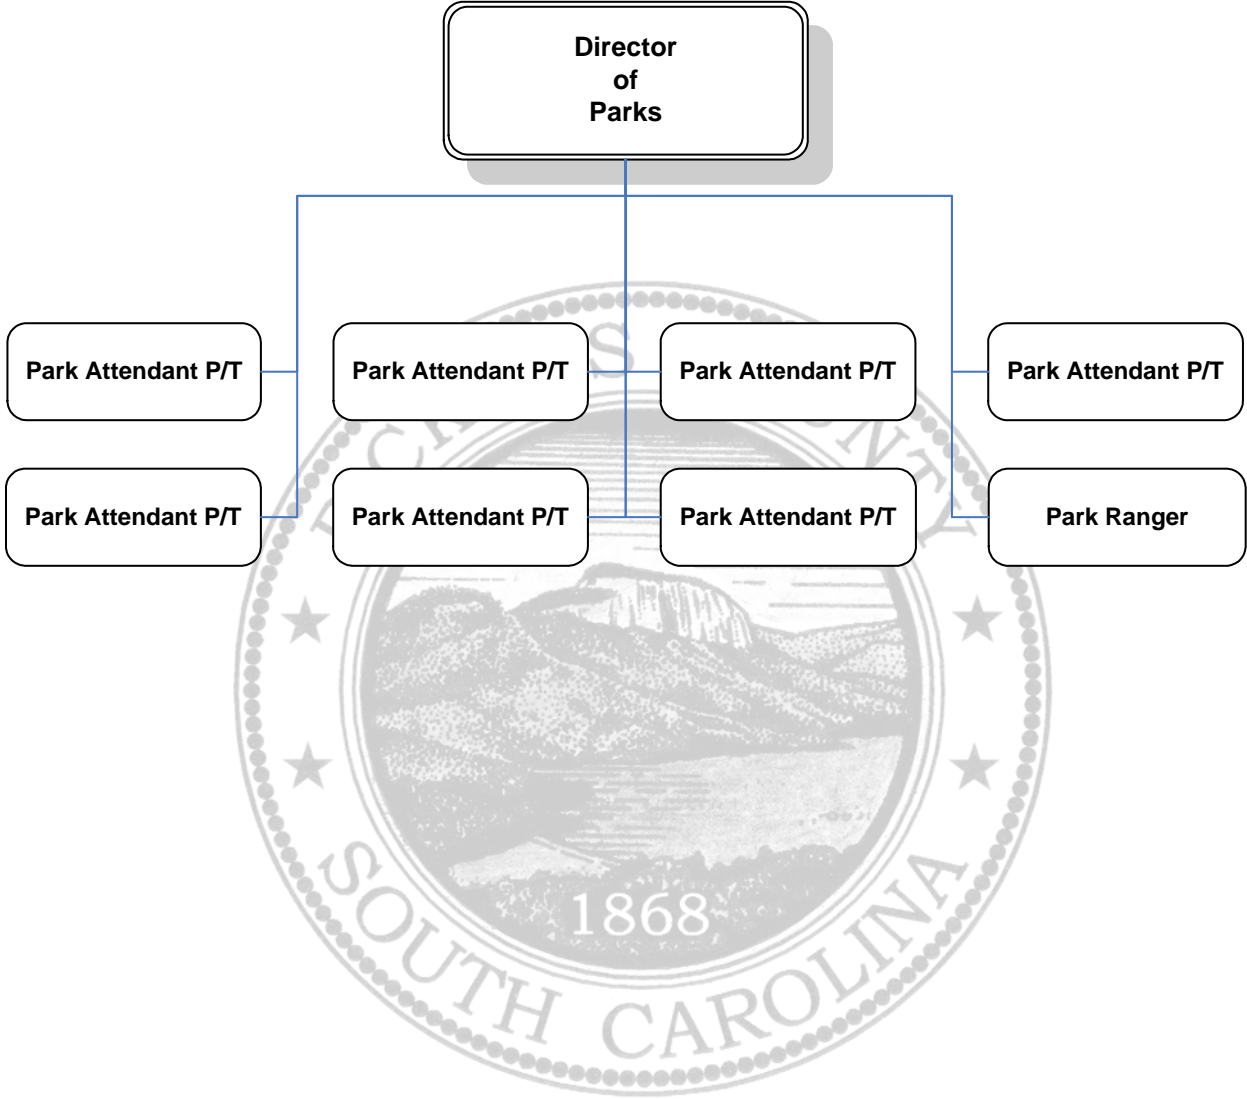 Director
of
Parks
Park Attendant P/T
Park Attendant P/T
Park Attendant P/T
Park Attendant P/T
Park Attendant P/T
Park Attendant P/T
Park Attendant P/T
Park Ranger
1868
SOUTH CAROLINA